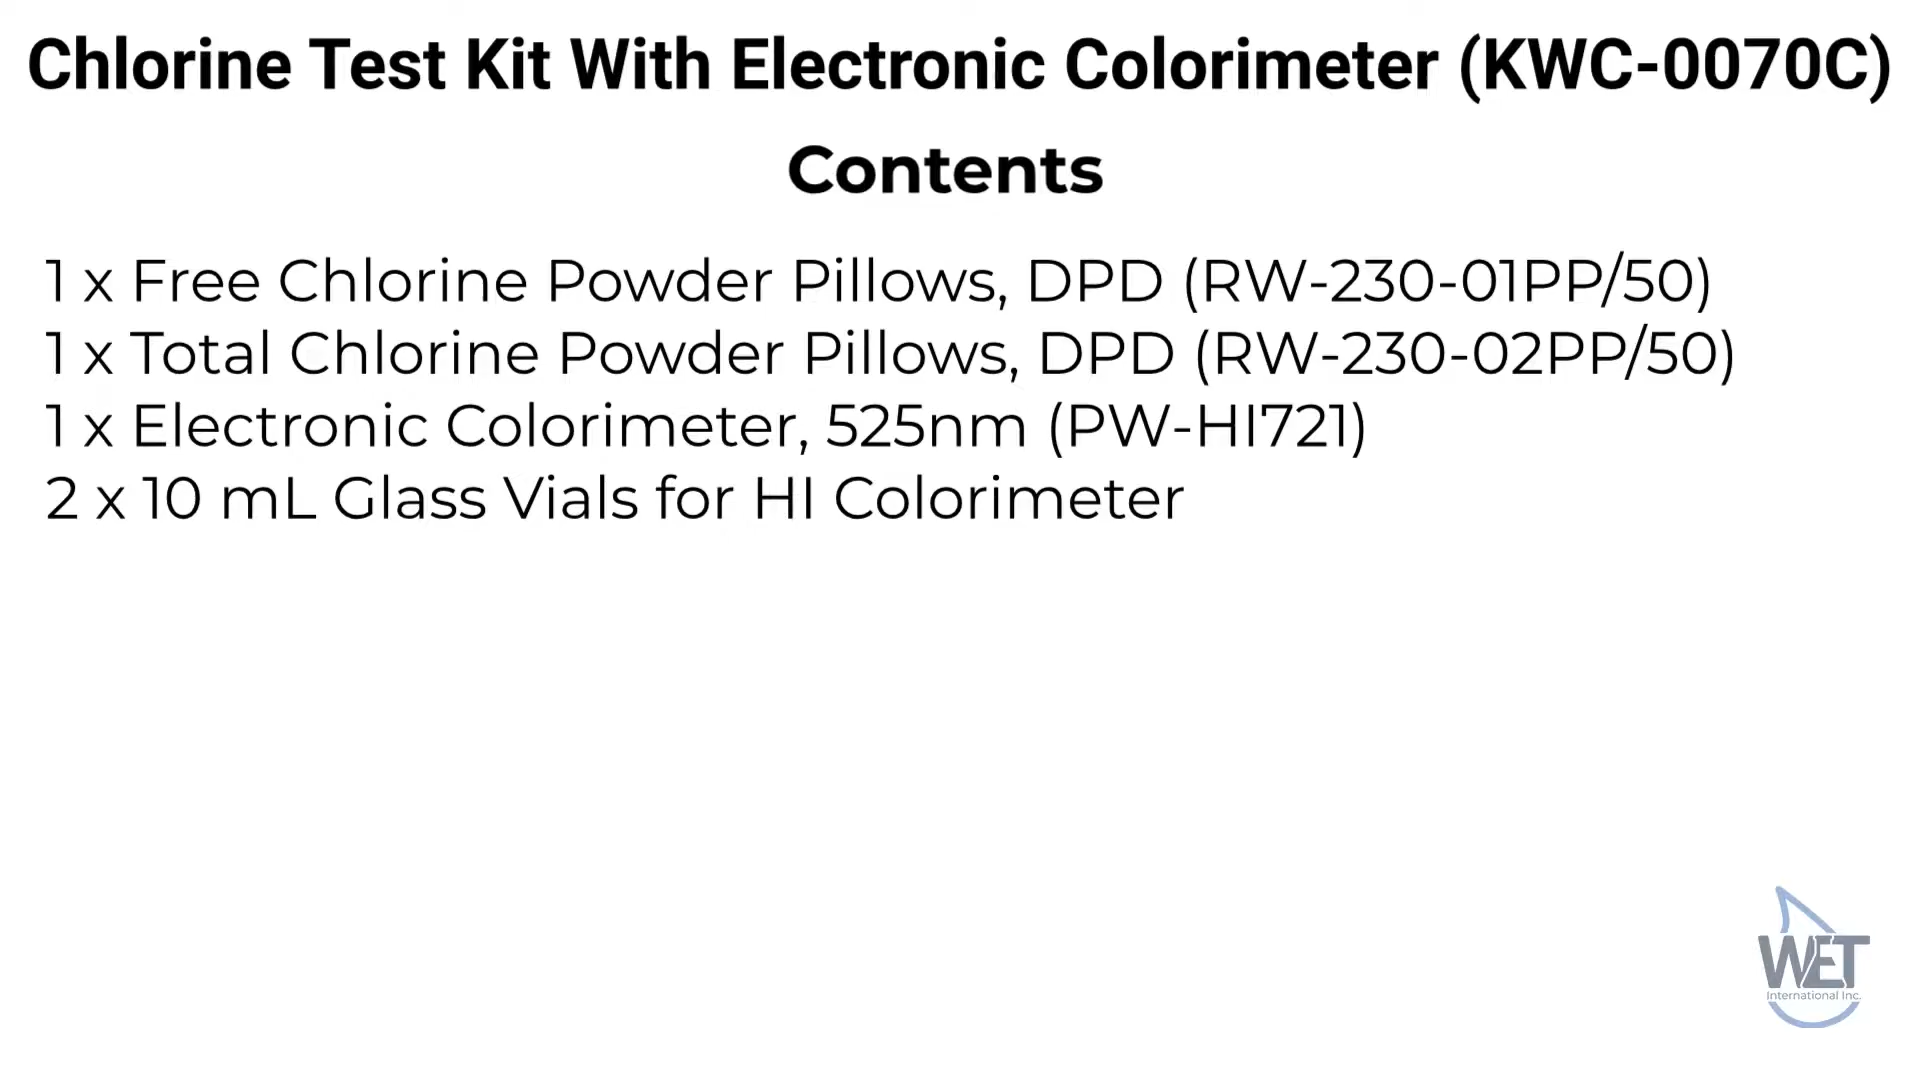 Chlorine Test Kit With Electronic Colorimeter (KWC-0070C)
Contents
1 x Free Chlorine Powder Pillows, DPD (RW-230-01PP/50)
1 x Total Chlorine Powder Pillows, DPD (RW-230-02PP/50)
1 x Electronic Colorimeter, 525nm (PW-HI721)
2 x 10 mL Glass Vials for HI Colorimeter
WET
International Inc.